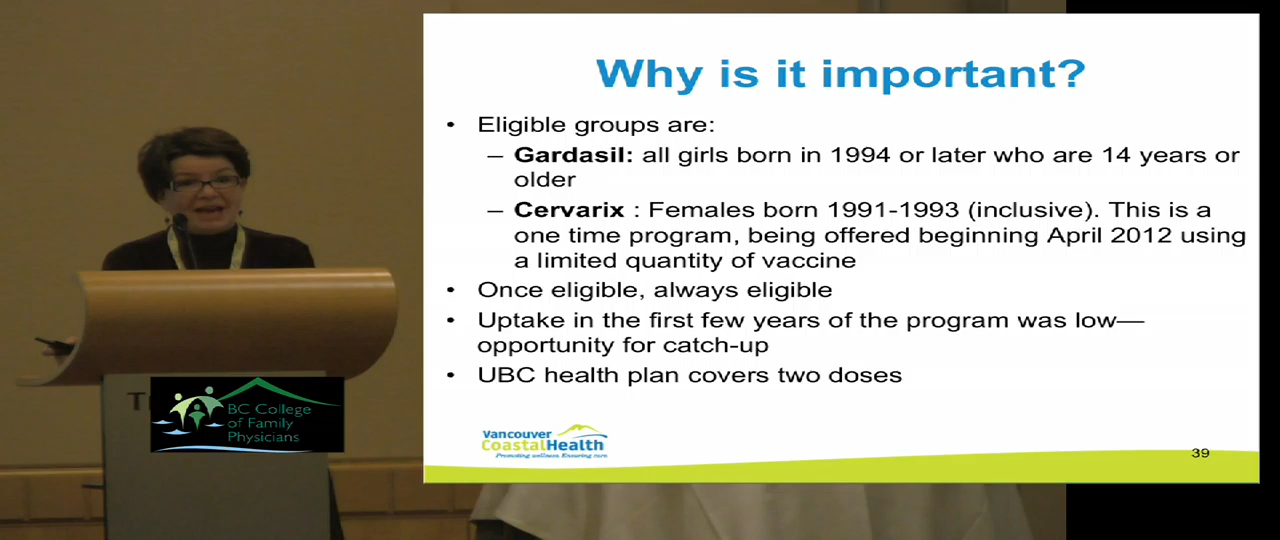 Why is it important?
• Eligible groups are:
– Gardasil: all girls born in 1994 or later who are 14 years or
older
– Cervarix : Females born 1991-1993 (inclusive). This is a
one time program, being offered beginning April 2012 using
a limited quantity of vaccine
• Once eligible, always eligible
• Uptake in the first few years of the program was low—
opportunity for catch-up
• UBC health plan covers two doses
Vancouver
CoastalHealth
Promoting wellness. Ensuring care.
39
BC College
of Family
Physicians